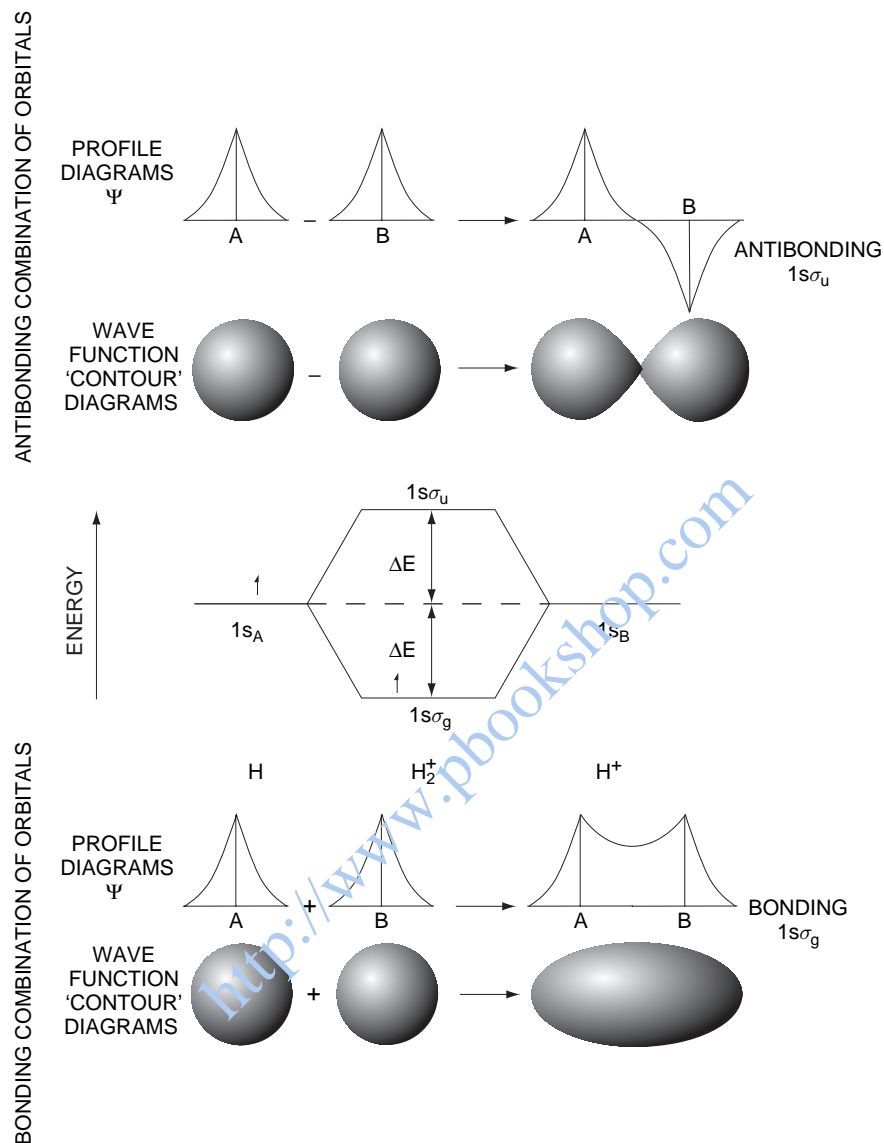 ANTIBONDING COMBINATION OF ORBITALS
PROFILE
DIAGRAMS
Ψ
A
–
B
A
B
ANTIBONDING
1sσu
WAVE
FUNCTION
'CONTOUR'
DIAGRAMS
–
ENERGY
1sσu
ΔE
1sA
1sB
ΔE
1sσg
BONDING COMBINATION OF ORBITALS
H
H2+
H+
PROFILE
DIAGRAMS
Ψ
A
+
B
A
B
BONDING
1sσg
WAVE
FUNCTION
'CONTOUR'
DIAGRAMS
+
http://www.pbookshop.com